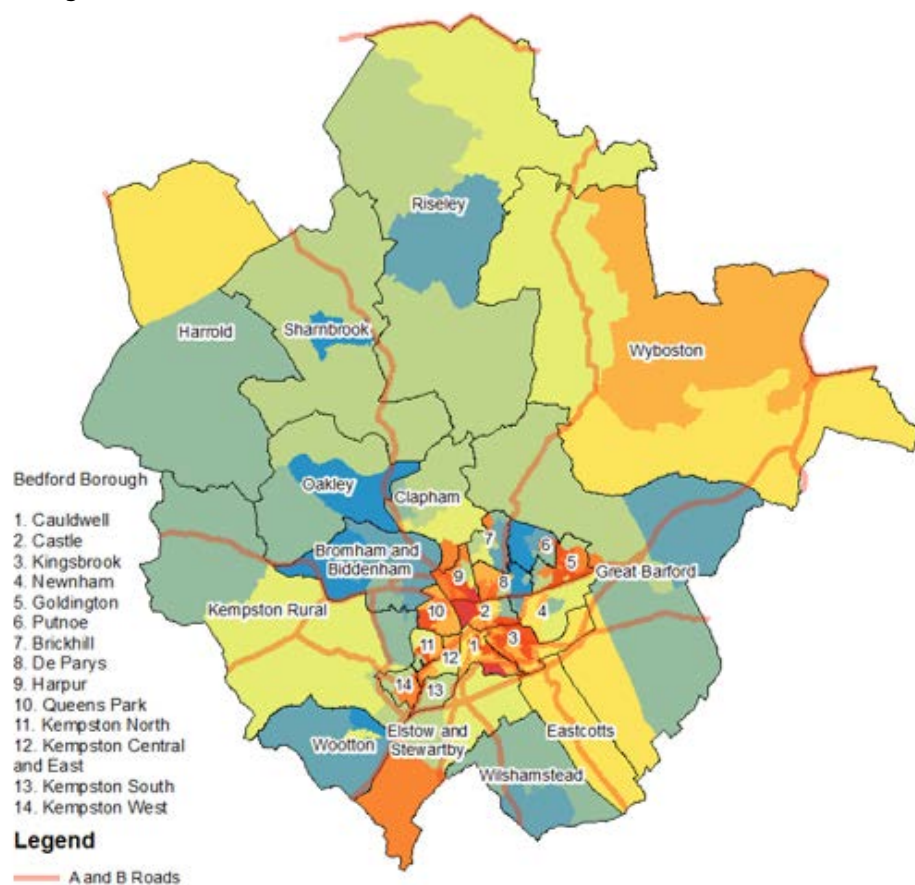 Riseley
Harrold
Sharnbrook
Wyboston
Oakley
Clapham
Bromham and
Biddenham
Great Barford
Kempston Rural
7
6
5
9
8
10
2
4
11
12
1
3
14
13
Wootton
Elstow and
Stewartby
Eastcotts
Wilshamstead
Bedford Borough
1. Cauldwell
2. Castle
3. Kingsbrook
4. Newnham
5. Goldington
6. Putnoe
7. Brickhill
8. De Parys
9. Harpur
10. Queens Park
11. Kempston North
12. Kempston Central
and East
13. Kempston South
14. Kempston West
Legend
A and B Roads